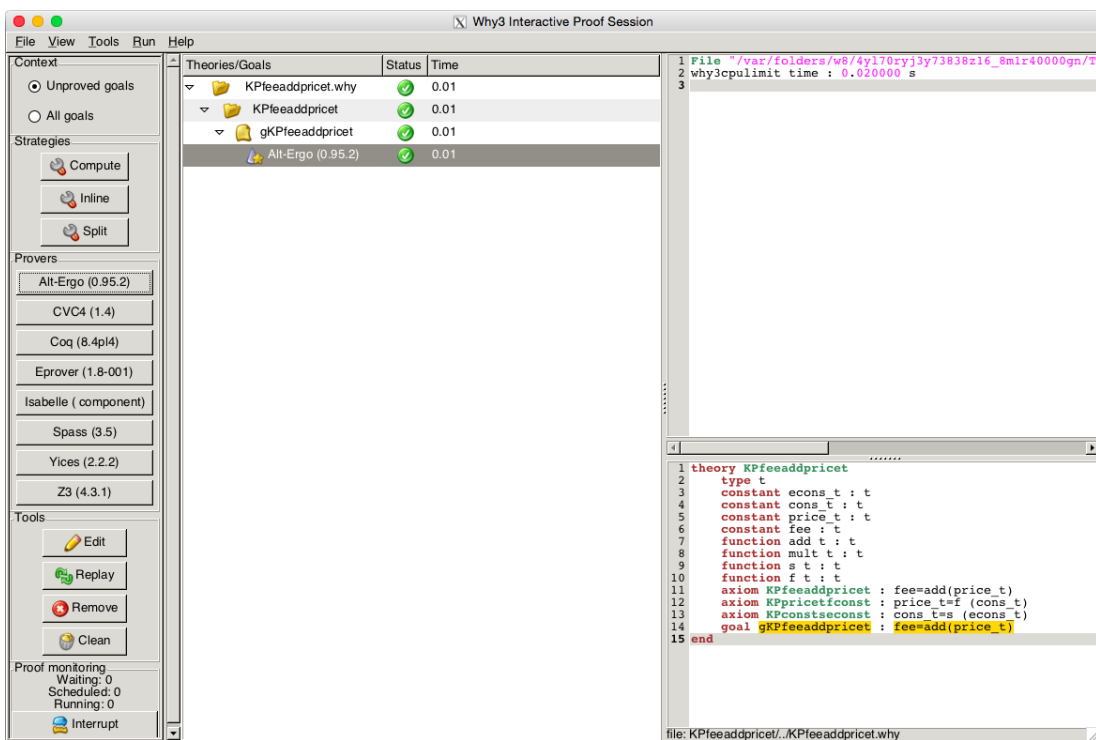 Why3 Interactive Proof Session
File View Tools Run Help
Context
Unproved goals
All goals
Strategies
Compute
Inline
Split
Provers
Alt-Ergo (0.95.2)
CVC4 (1.4)
Coq (8.4pl4)
Eprover (1.8-001)
Isabelle ( component)
Spass (3.5)
Yices (2.2.2)
Z3 (4.3.1)
Tools
Edit
Replay
Remove
Clean
Proof monitoring
Waiting: 0
Scheduled: 0
Running: 0
Interrupt
Theories/Goals Status Time
KPfeeaddpricet.why 0.01
KPfeeaddpricet 0.01
gKPfeeaddpricet 0.01
Alt-Ergo (0.95.2) 0.01
1 File "/var/folders/w8/4yl70ryj3y73838z16_8m1r40000gn/T
2 why3cpulimit time : 0.020000 s
3
1 theory KPfeeaddpricet
2 type t
3 constant econs_t : t
4 constant cons_t : t
5 constant price_t : t
6 constant fee : t
7 function add t : t
8 function mult t : t
9 function s t : t
10 function f t : t
11 axiom KPfeeaddpricet : fee=add(price_t)
12 axiom KPpricetfconst : price_t=f (cons_t)
13 axiom KPconstseconst : cons_t=s (econs_t)
14 goal gKPfeeaddpricet : fee=add(price_t)
15 end
file: KPfeeaddpricet/../KPfeeaddpricet.why